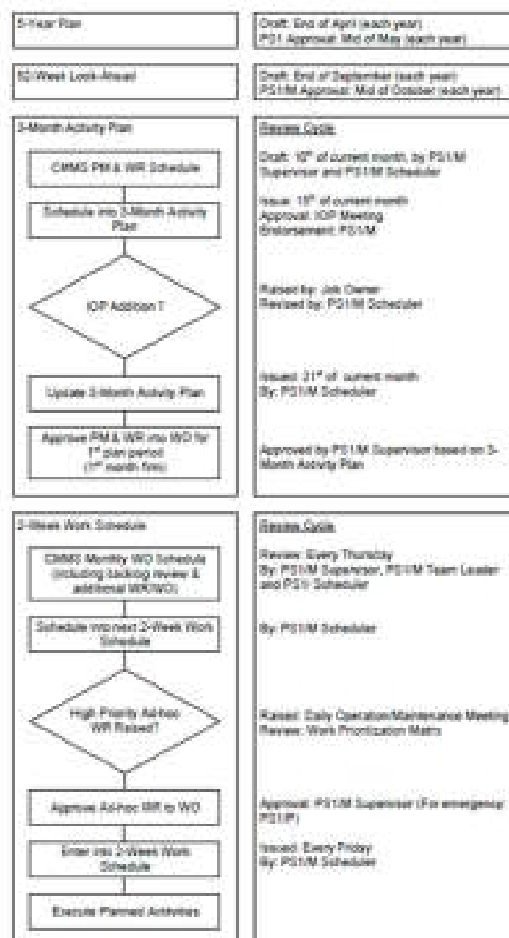 5-Year Plan
Draft: End of April (each year)
PS1 Approval: Mid of May (each year)
52-Week Look-Ahead
Draft: End of September (each year)
PS1/M Approval: Mid of October (each year)
3-Month Activity Plan
CMMS PM & WR Schedule
Schedule into 3-Month Activity
Plan
IOP Addition ?
Update 3-Month Activity Plan
Approve PM & WR into WO for
1st plan period
(1st month firm)
Review Cycle
Draft: 10th of current month, by PS1/M
Supervisor and PS1/M Scheduler
Issue: 15th of current month
Approval: IOP Meeting
Endorsement: PS1/M
Raised by: Job Owner
Revised by: PS1/M Scheduler
Issued: 21st of current month
By: PS1/M Scheduler
Approved by PS1/M Supervisor based on 3-
Month Activity Plan
2-Week Work Schedule
CMMS Monthly WO Schedule
(including backlog review &
additional WR/WO)
Schedule into next 2-Week Work
Schedule
High Priority Ad-hoc
WR Raised?
Approve Ad-hoc WR to WO
Enter into 2-Week Work
Schedule
Execute Planned Activities
Review Cycle
Review: Every Thursday
By: PS1/M Supervisor, PS1/M Team Leader
and PS1/ Scheduler
By: PS1/M Scheduler
Raised: Daily Operation/Maintenance Meeting
Review: Work Prioritization Matrix
Approval: PS1/M Supervisor (For emergency
PS1/P)
Issued: Every Friday
By: PS1/M Scheduler